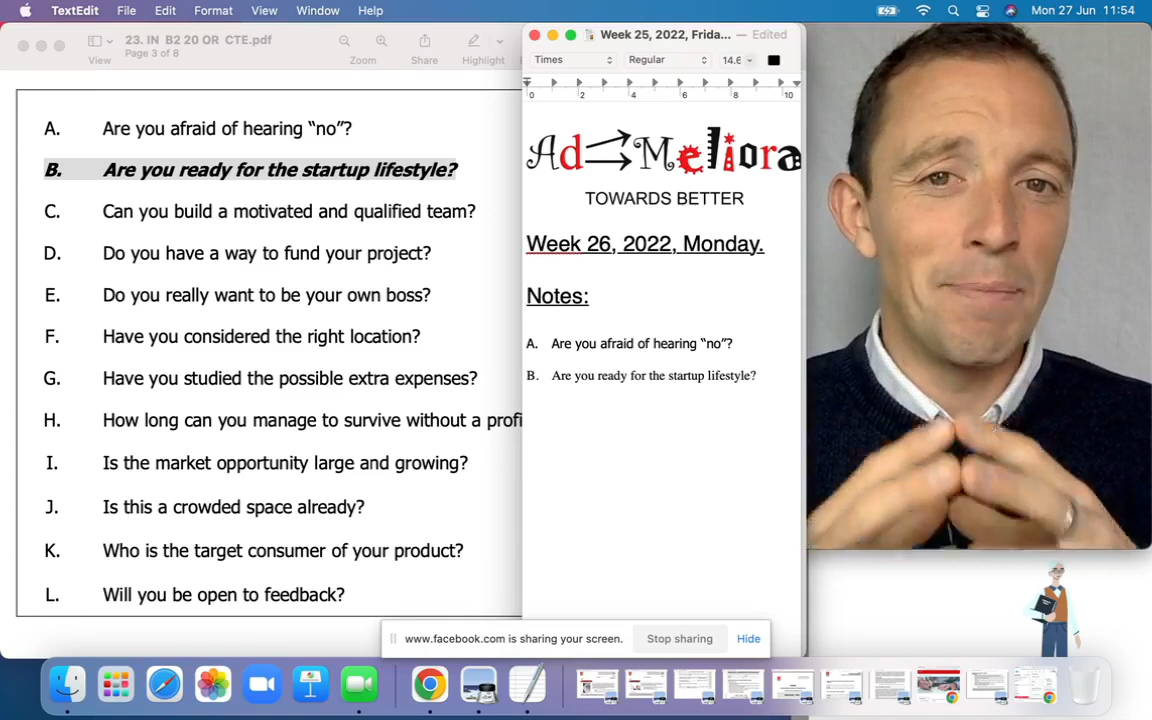 TextEdit File Edit Format View Window Help Mon 27 Jun 11:54
23. IN B2 20 OR CTE.pdf
Page 3 of 8
View Zoom Share Highlight
A. Are you afraid of hearing “no”?
B. Are you ready for the startup lifestyle?
C. Can you build a motivated and qualified team?
D. Do you have a way to fund your project?
E. Do you really want to be your own boss?
F. Have you considered the right location?
G. Have you studied the possible extra expenses?
H. How long can you manage to survive without a profi
I. Is the market opportunity large and growing?
J. Is this a crowded space already?
K. Who is the target consumer of your product?
L. Will you be open to feedback?
Week 25, 2022, Frida... — Edited
Times Regular 14.6
0 2 4 6 8 10
Ad Meliora
TOWARDS BETTER
Week 26, 2022, Monday.
Notes:
A. Are you afraid of hearing “no”?
B. Are you ready for the startup lifestyle?
www.facebook.com is sharing your screen. Stop sharing Hide